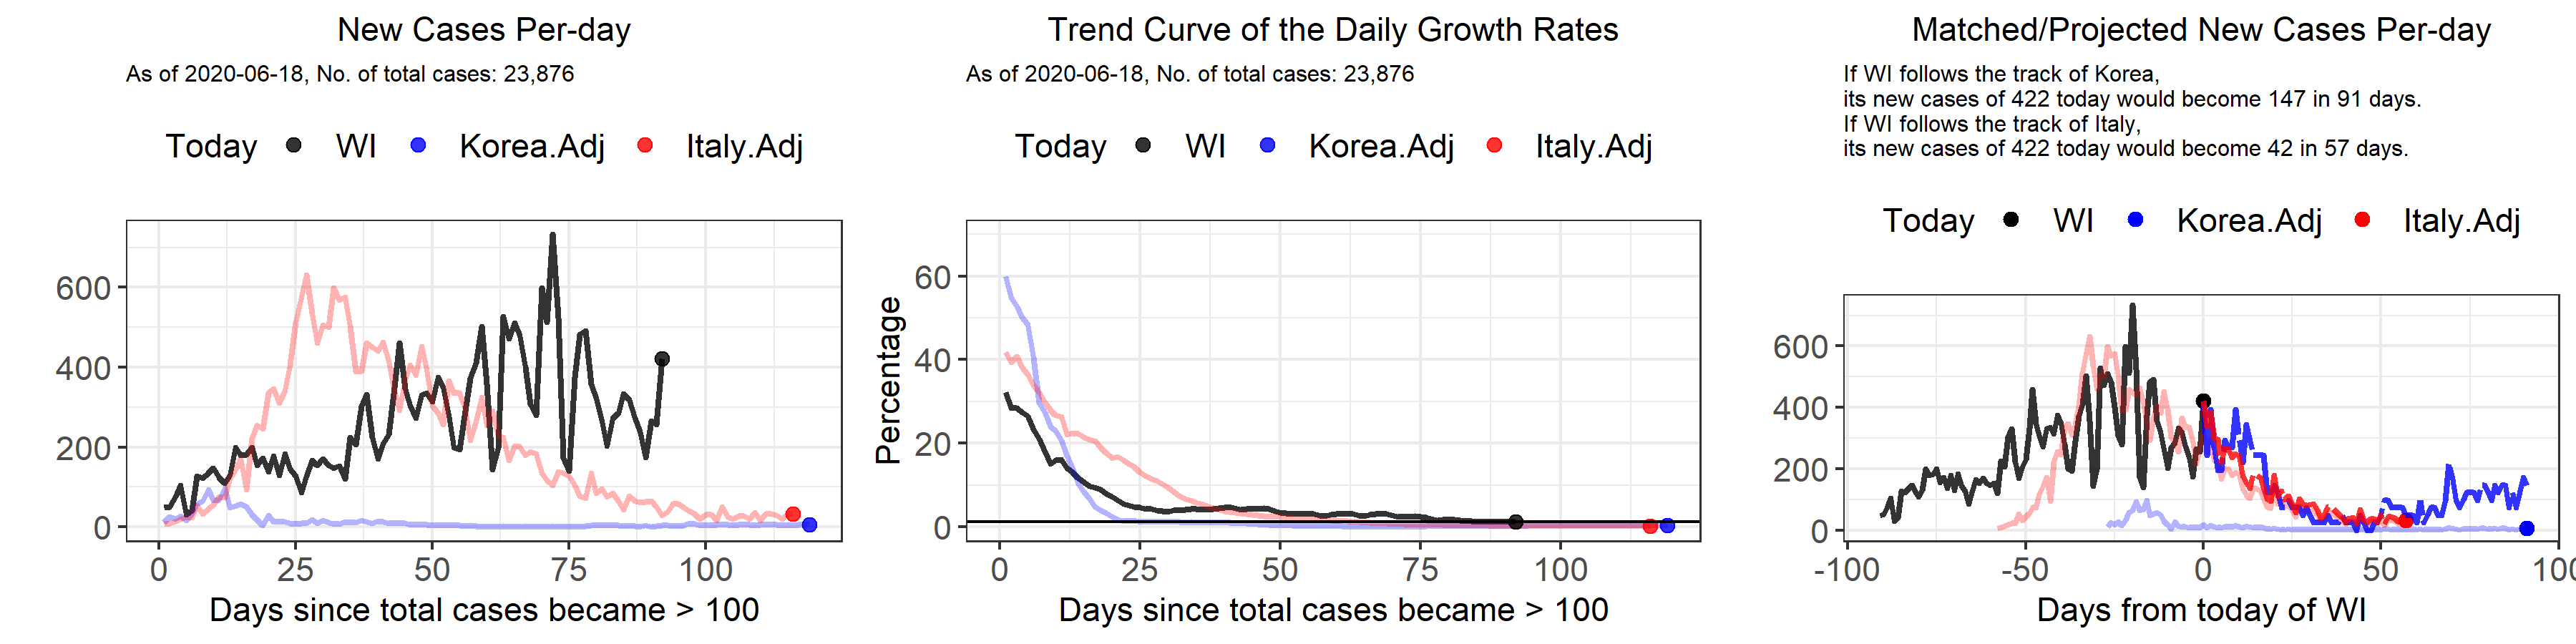 New Cases Per-day
As of 2020-06-18, No. of total cases: 23,876
Today WI Korea.Adj Italy.Adj
600
400
200
0
0 25 50 75 100
Days since total cases became > 100
Trend Curve of the Daily Growth Rates
As of 2020-06-18, No. of total cases: 23,876
Today WI Korea.Adj Italy.Adj
Percentage
60
40
20
0
0 25 50 75 100
Days since total cases became > 100
Matched/Projected New Cases Per-day
If WI follows the track of Korea,
its new cases of 422 today would become 147 in 91 days.
If WI follows the track of Italy,
its new cases of 422 today would become 42 in 57 days.
Today WI Korea.Adj Italy.Adj
600
400
200
0
-100 -50 0 50 100
Days from today of WI